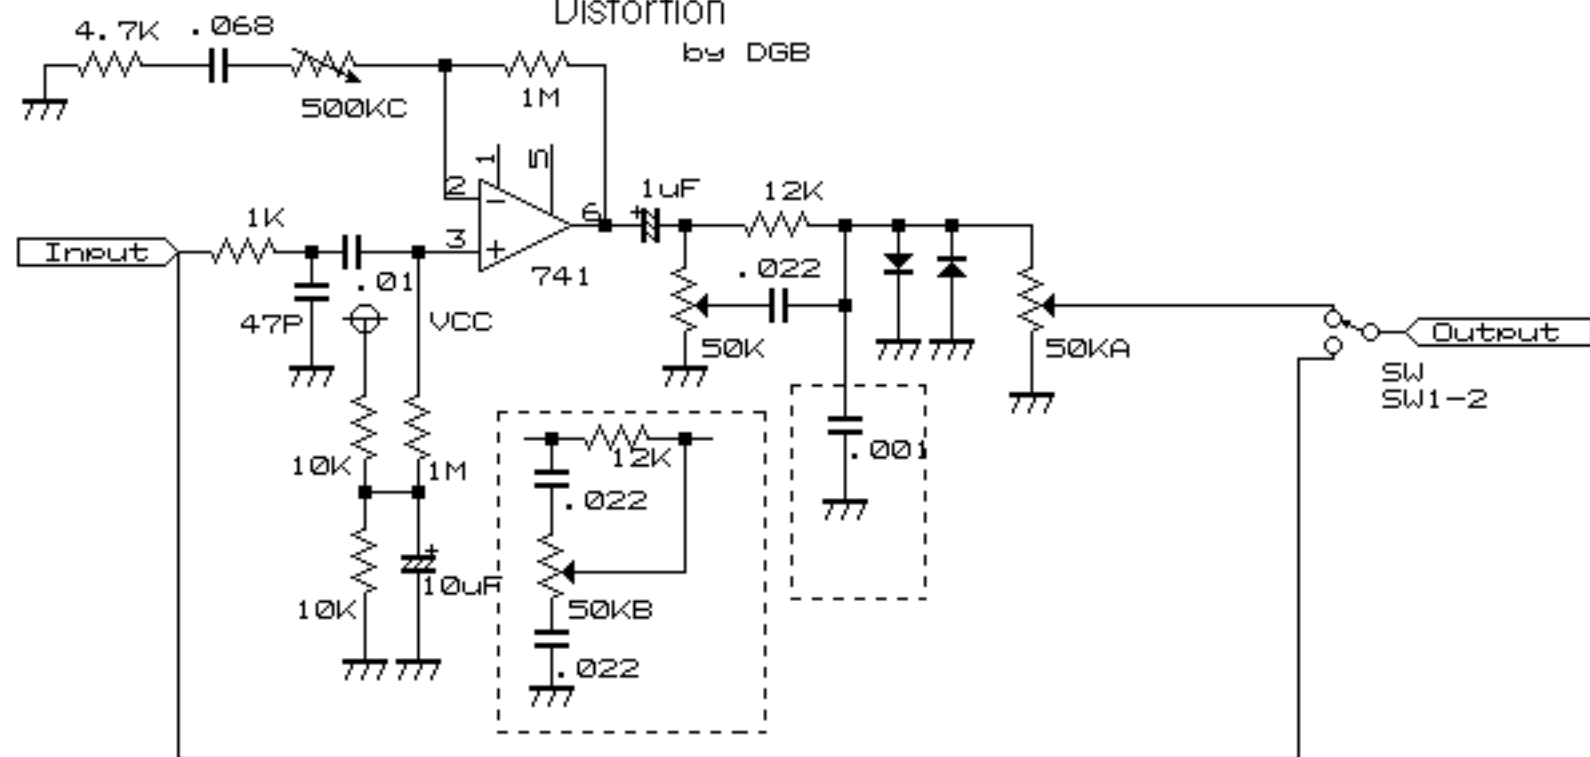 Distortion
by DGB
4.7K
.068
500KC
1M
1
5
2
6
3
741
1uF
12K
1K
Input
.01
.022
47P
VCC
50K
50KA
Output
SW
SW1-2
10K
1M
12K
.001
.022
10uF
10K
50KB
.022